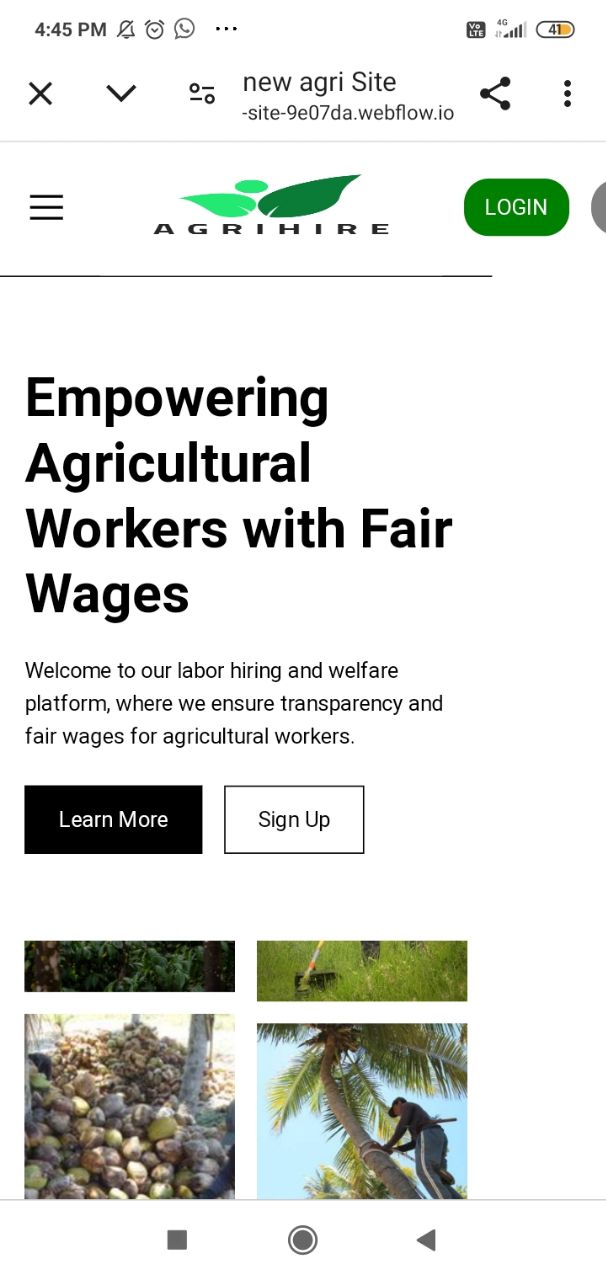 4:45 PM
Vo
LTE
4G
41
new agri Site
-site-9e07da.webflow.io
AGRIHIRE
LOGIN
Empowering
Agricultural
Workers with Fair
Wages
Welcome to our labor hiring and welfare
platform, where we ensure transparency and
fair wages for agricultural workers.
Learn More
Sign Up